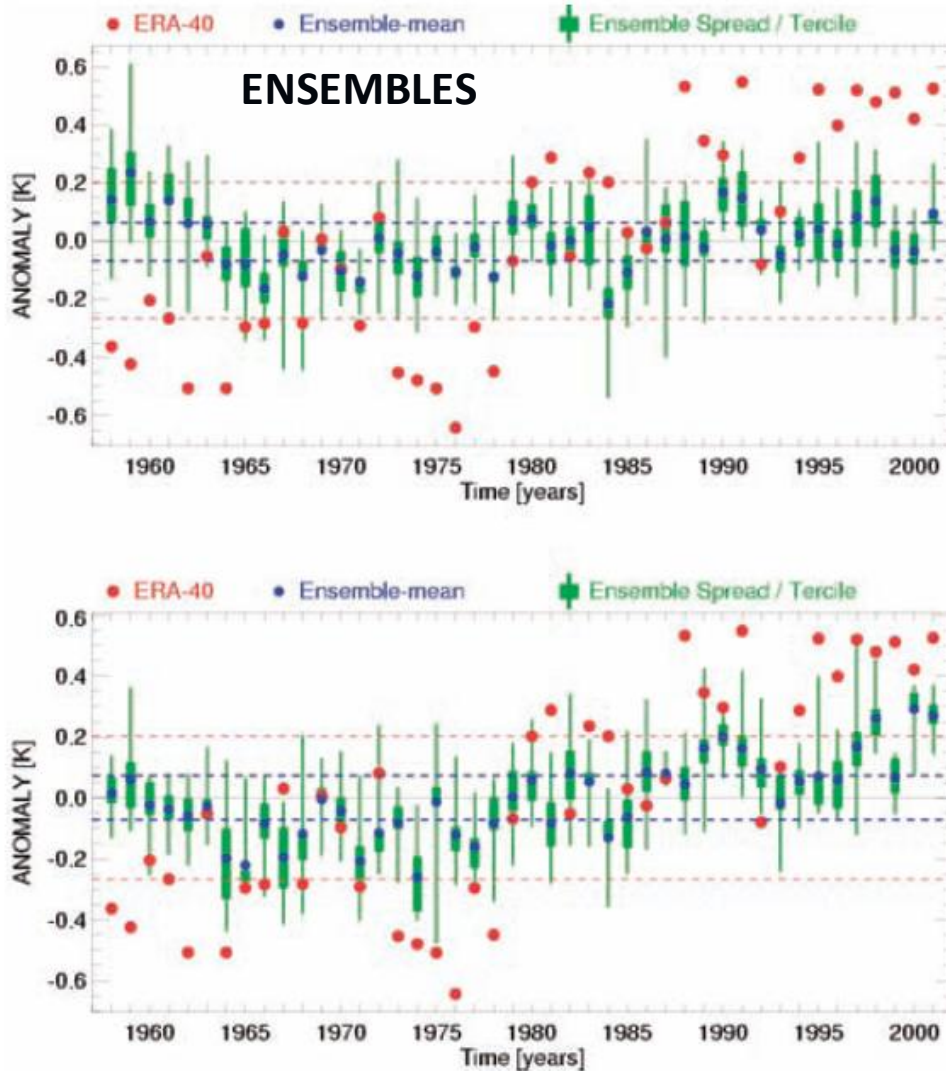 ERA-40 Ensemble-mean Ensemble Spread / Tercile
ENSEMBLES
ANOMALY [K]
0.6
0.4
0.2
0.0
-0.2
-0.4
-0.6
1960 1965 1970 1975 1980 1985 1990 1995 2000
Time [years]
ERA-40 Ensemble-mean Ensemble Spread / Tercile
ANOMALY [K]
0.6
0.4
0.2
0.0
-0.2
-0.4
-0.6
1960 1965 1970 1975 1980 1985 1990 1995 2000
Time [years]